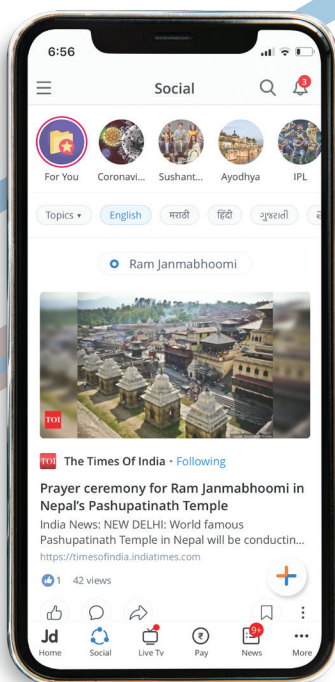 6:56
Social
3
For You
Coronavi...
Sushant...
Ayodhya
IPL
Topics
English
मराठी
हिंदी
ગુજરાતી
Ram Janmabhoomi
TOI
TOI The Times Of India • Following
Prayer ceremony for Ram Janmabhoomi in
Nepal's Pashupatinath Temple
India News: NEW DELHI: World famous
Pashupatinath Temple in Nepal will be conductin...
https://timesofindia.indiatimes.com
1 42 views
Jd
9+
Home
Social
Live Tv
Pay
News
More